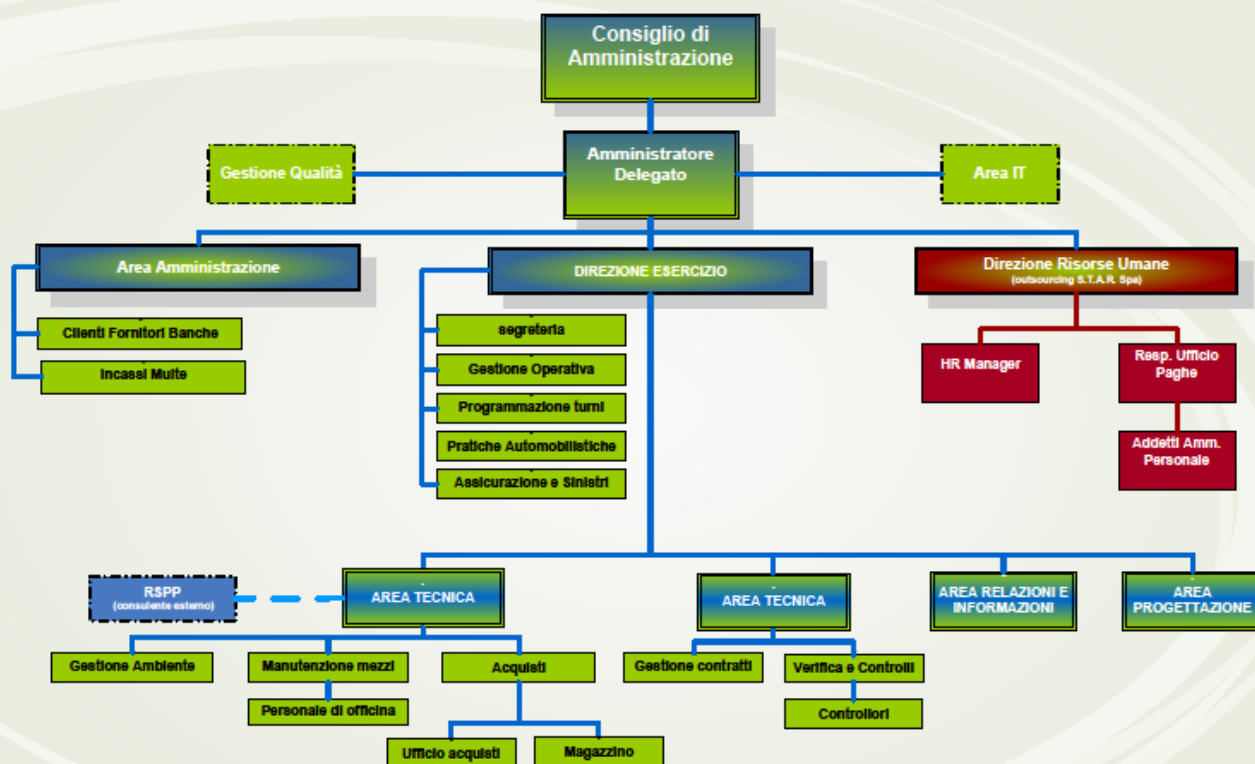 Consiglio di
Amministrazione
Gestione Qualità
Amministratore
Delegato
Area IT
Area Amministrazione
DIREZIONE ESERCIZIO
Direzione Risorse Umane
(outsourcing S.T.A.R. Spa)
Clienti Fornitori Banche
Incassi Multe
segreteria
Gestione Operativa
Programmazione turni
Pratiche Automobilistiche
Assicurazione e Sinistri
HR Manager
Resp. Ufficio
Paghe
Addetti Amm.
Personale
RSPP
(consulente esterno)
-
AREA TECNICA
-
AREA TECNICA
AREA RELAZIONI E
INFORMAZIONI
AREA
PROGETTAZIONE
Gestione Ambiente
Manutenzione mezzi
Acquisti
Gestione contratti
Verifica e Controlli
Personale di officina
Controllori
Ufficio acquisti
Magazzino